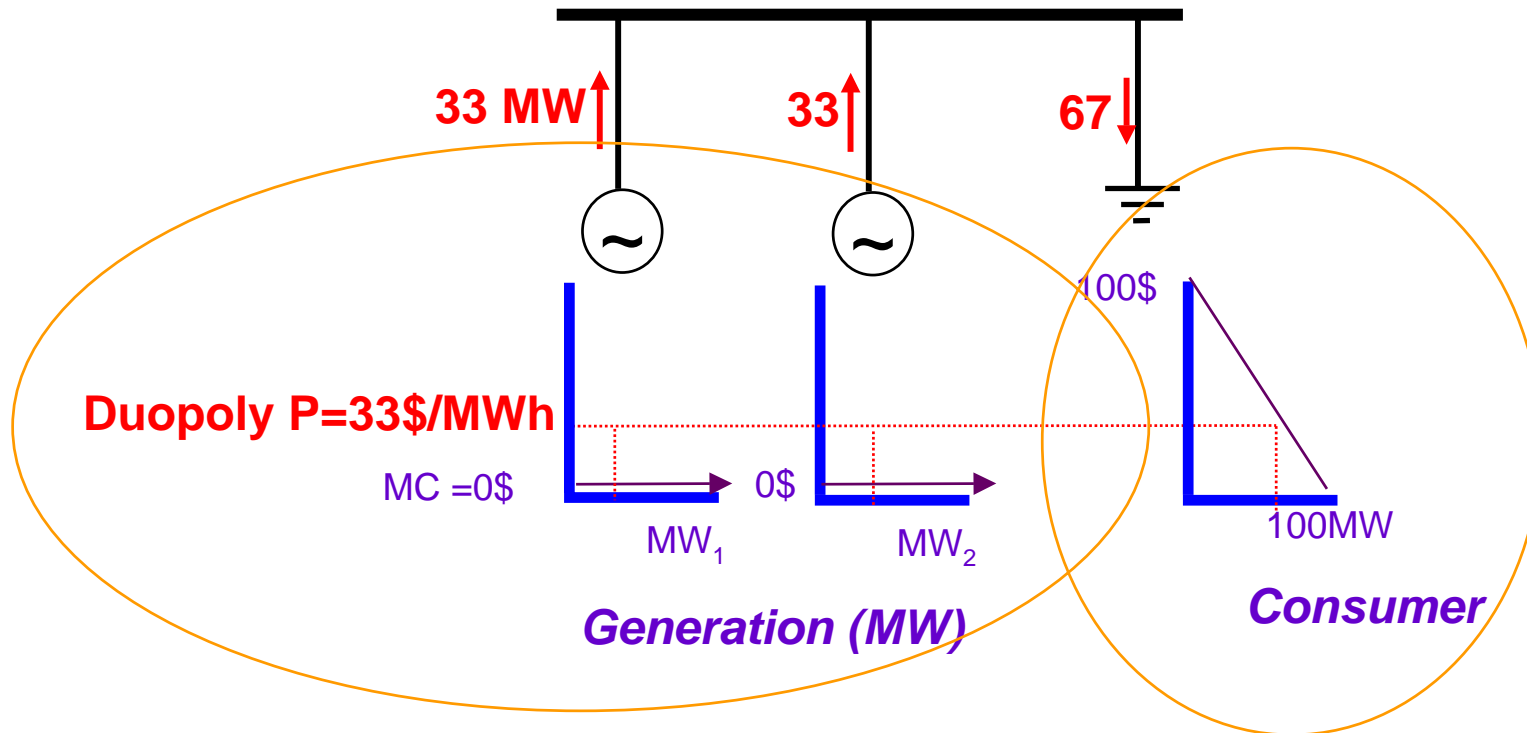 33 MW
33
67
~
~
100$
Duopoly P=33$/MWh
MC =0$
0$
100MW
MW₁
MW₂
Generation (MW)
Consumer